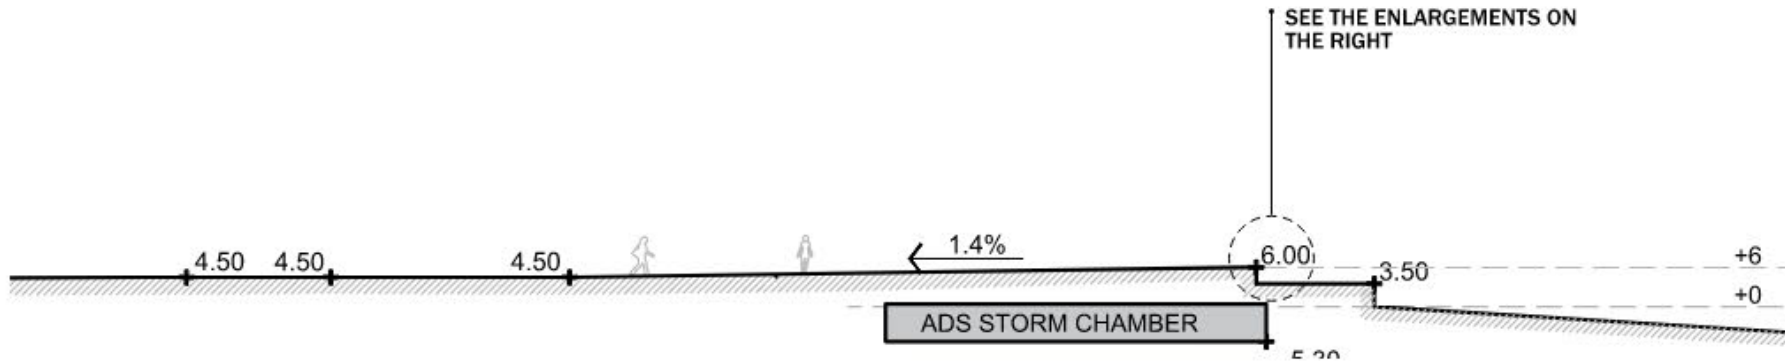 SEE THE ENLARGEMENTS ON
THE RIGHT
4.50 4.50 4.50 1.4% 6.00 3.50 +6
+0
ADS STORM CHAMBER